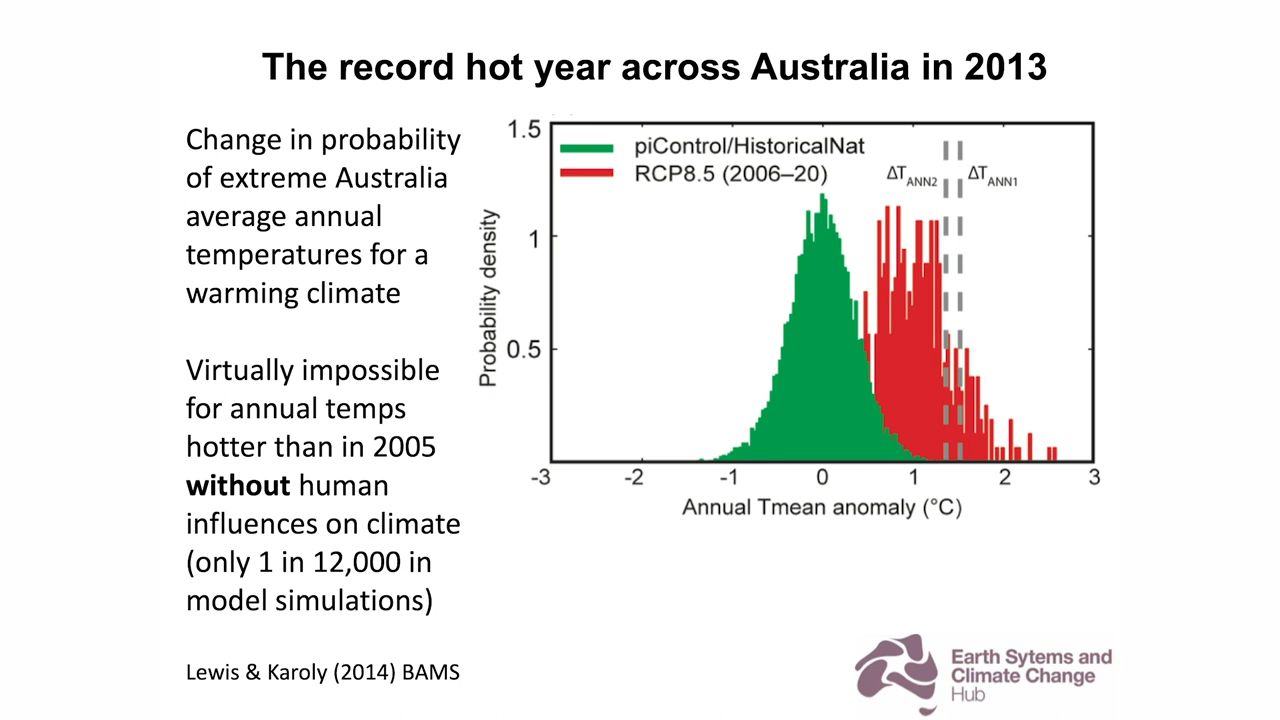 The record hot year across Australia in 2013
Change in probability
of extreme Australia
average annual
temperatures for a
warming climate
Virtually impossible
for annual temps
hotter than in 2005
without human
influences on climate
(only 1 in 12,000 in
model simulations)
Lewis & Karoly (2014) BAMS
piControl/HistoricalNat
RCP8.5 (2006–20)
ΔTANN2
ΔTANN1
Probability density
1.5
1
0.5
-3 -2 -1 0 1 2 3
Annual Tmean anomaly (°C)
Earth Sytems and
Climate Change
Hub